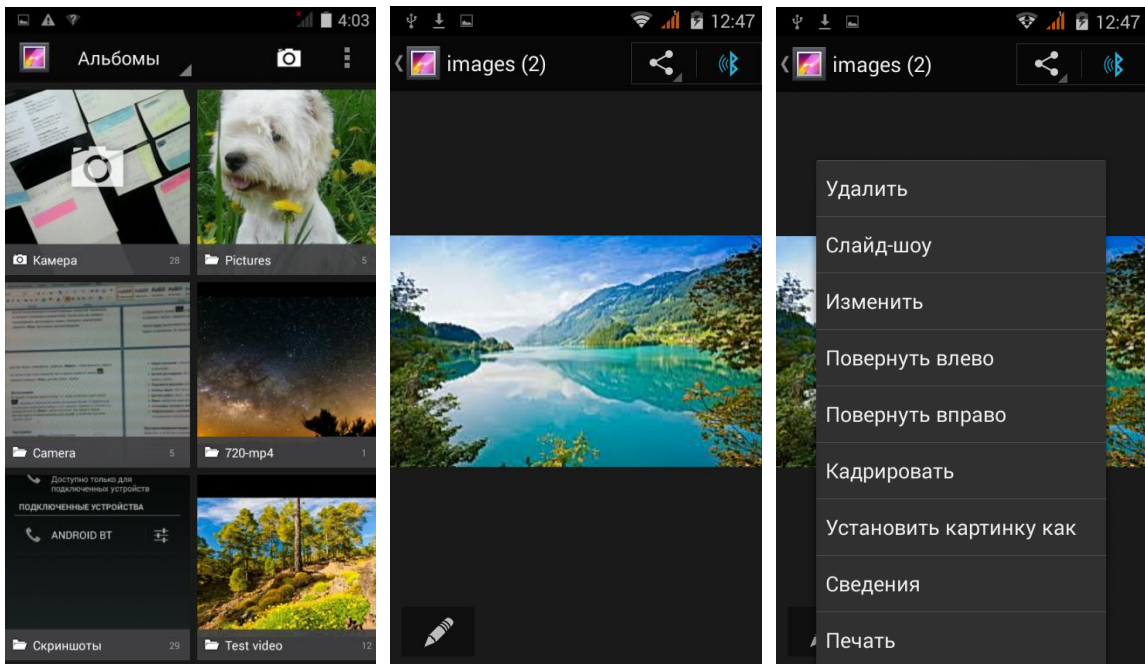 4:03
Альбомы
Камера 28
Pictures 5
Camera 5
720-mp4 1
Доступно только для
подключенных устройств
ПОДКЛЮЧЕННЫЕ УСТРОЙСТВА
ANDROID BT
Скриншоты 29
Test video 12
12:47
images (2)
12:47
images (2)
Удалить
Слайд-шоу
Изменить
Повернуть влево
Повернуть вправо
Кадрировать
Установить картинку как
Сведения
Печать